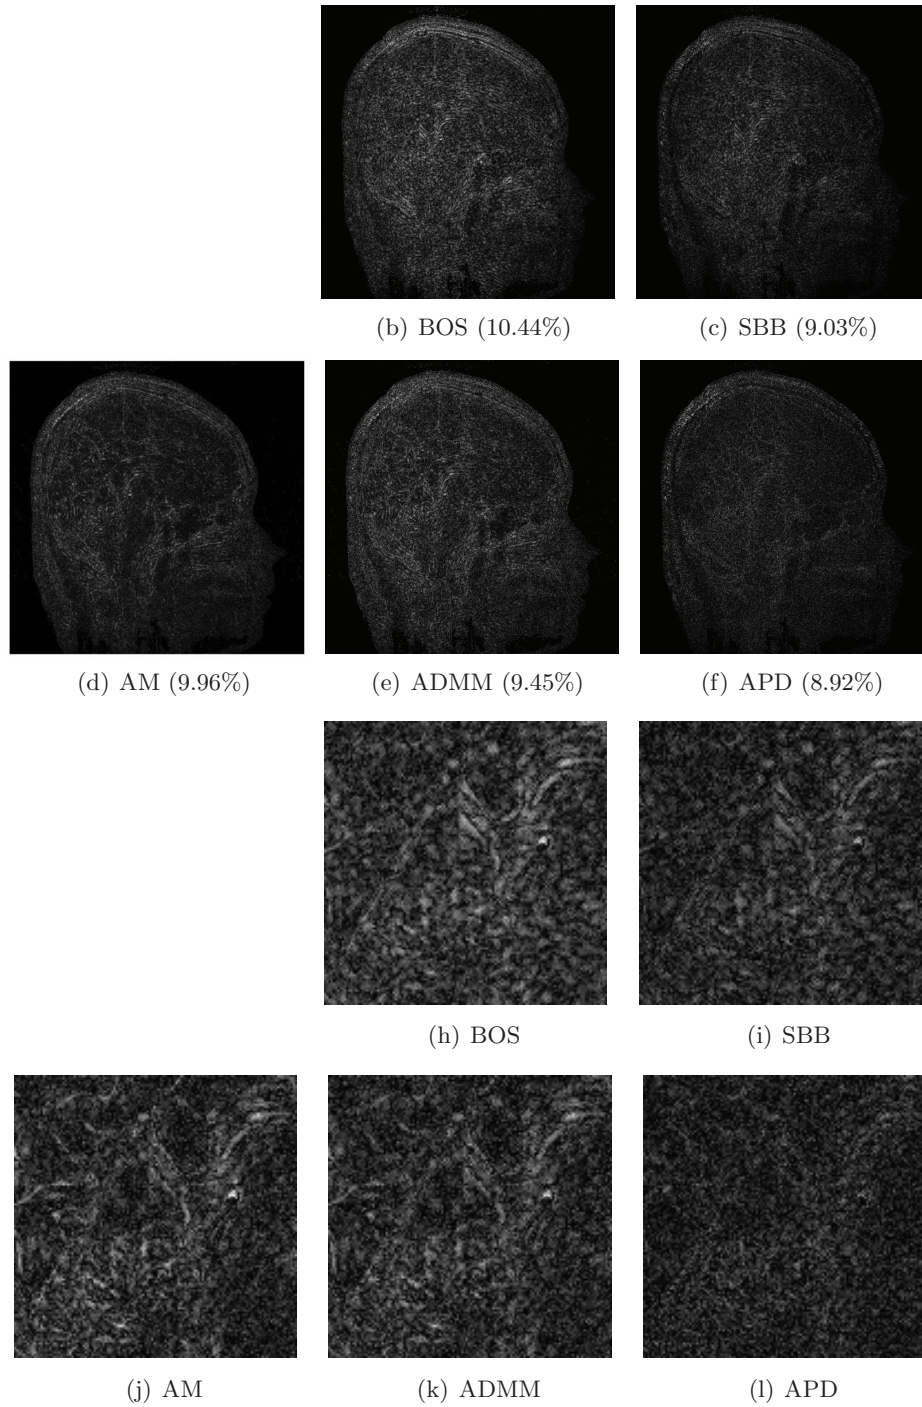 (b) BOS (10.44%) (c) SBB (9.03%)
(d) AM (9.96%) (e) ADMM (9.45%) (f) APD (8.92%)
(h) BOS (i) SBB
(j) AM (k) ADMM (l) APD